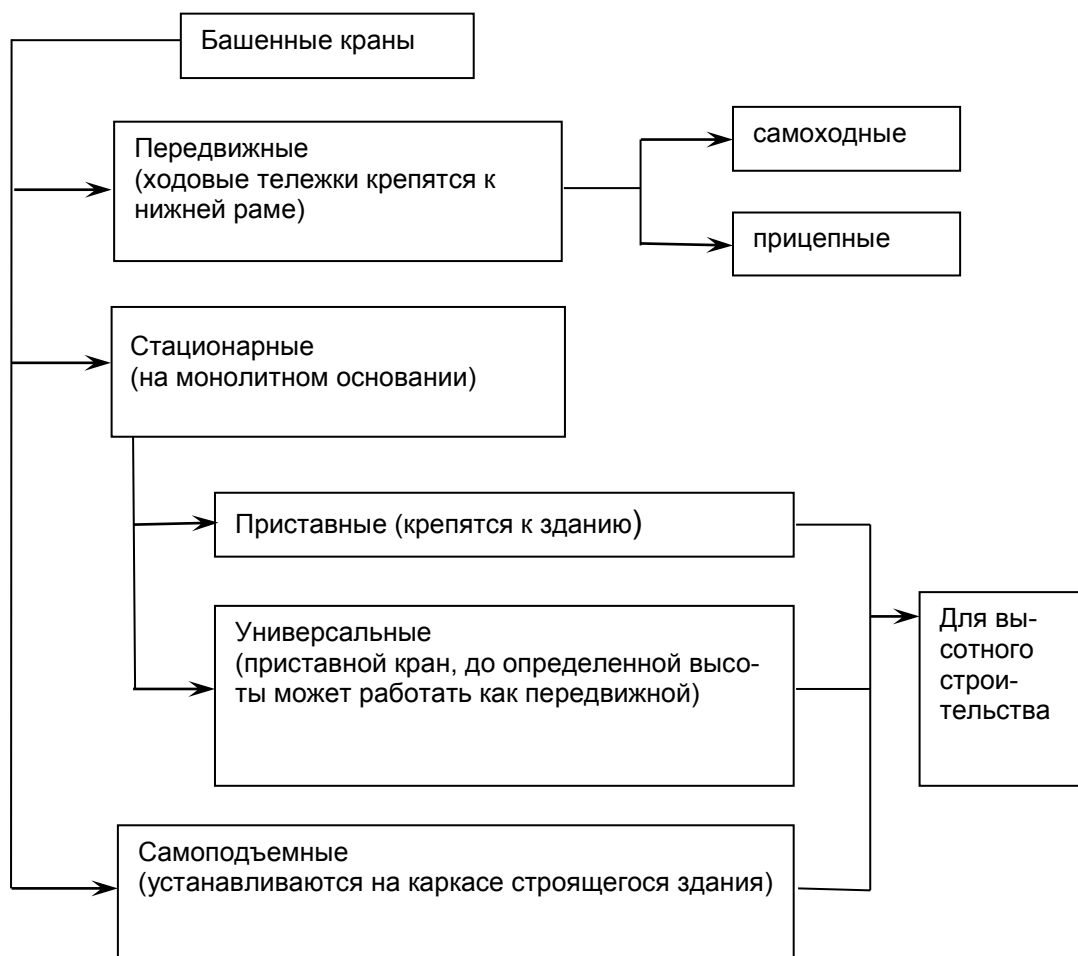 Башенные краны
Передвижные
(ходовые тележки крепятся к
нижней раме)
самоходные
прицепные
Стационарные
(на монолитном основании)
Приставные (крепятся к зданию)
Универсальные
(приставной кран, до определенной высо-
ты может работать как передвижной)
Для вы-
сотного
строи-
тельства
Самоподъемные
(устанавливаются на каркасе строящегося здания)